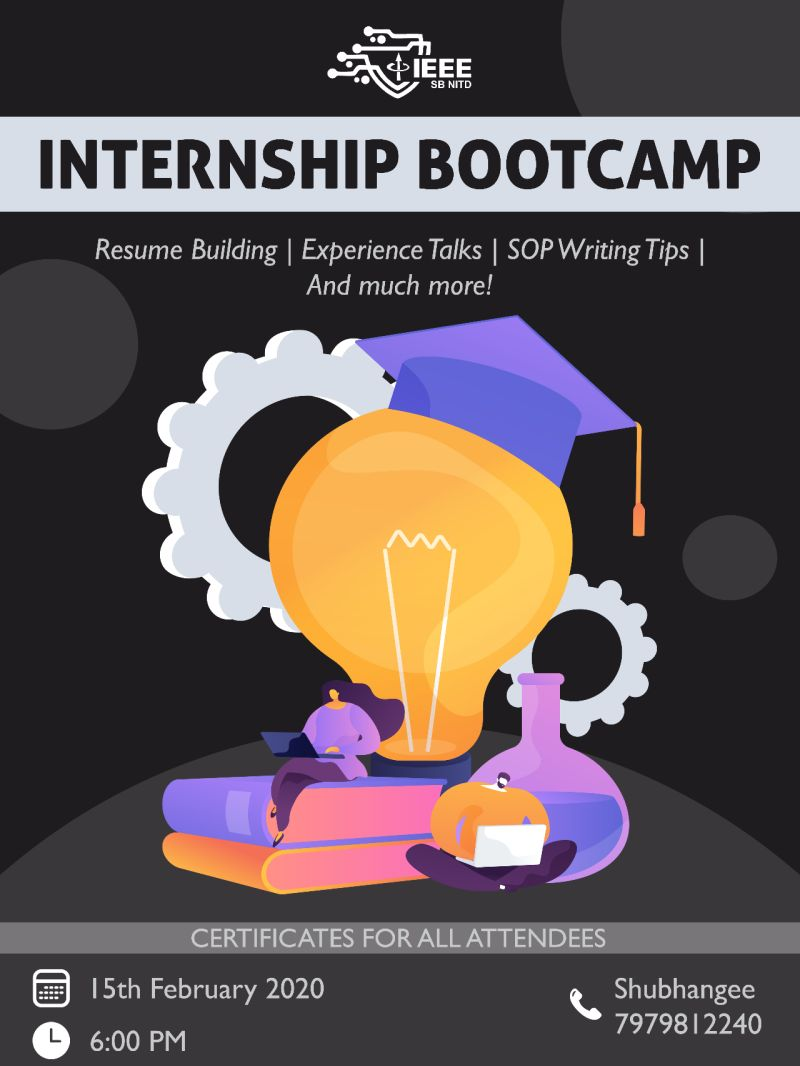 IEEE
SB NITD
INTERNSHIP BOOTCAMP
Resume Building | Experience Talks | SOP Writing Tips |
And much more!
CERTIFICATES FOR ALL ATTENDEES
15th February 2020
6:00 PM
Shubhangee
7979812240